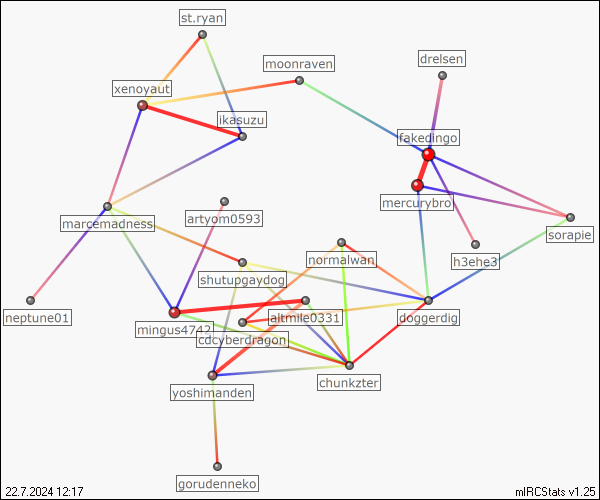 st.ryan
drelsen
moonraven
xenoyaut
ikasuzu
fakedingo
mercurybro
artyom0593
marcemadness
sorapie
h3ehe3
normalwan
shutupgaydog
neptune01
altmile0331
doggerdig
mingus4742
cdcyberdragon
chunkzter
yoshimanden
gorudenneko
22.7.2024 12:17
mIRCStats v1.25